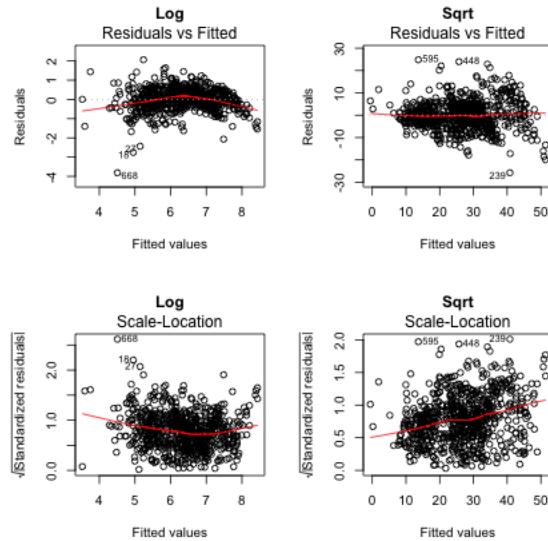 Log
Residuals vs Fitted
Residuals
2
0
-2
-4
27
18
668
4 5 6 7 8
Fitted values
Sqrt
Residuals vs Fitted
Residuals
30
10
-10
-30
595
448
239
0 10 20 30 40 50
Fitted values
Log
Scale-Location
√|Standardized residuals|
0.0 1.0 2.0
668
18
27
4 5 6 7 8
Fitted values
Sqrt
Scale-Location
√|Standardized residuals|
0.0 0.5 1.0 1.5 2.0
595
448
239
0 10 20 30 40 50
Fitted values